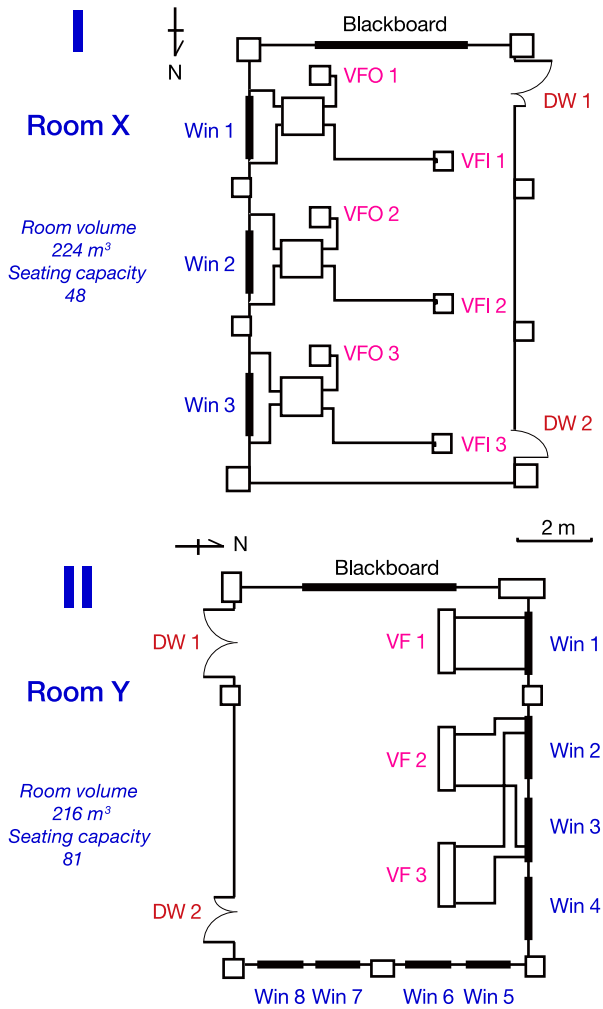 I
N
Blackboard
VFO 1
DW 1
Room X
Win 1
VFI 1
Room volume
224 m³
Seating capacity
48
VFO 2
Win 2
VFI 2
VFO 3
Win 3
DW 2
VFI 3
2 m
N
II
Blackboard
DW 1
VF 1
Win 1
Room Y
VF 2
Win 2
Room volume
216 m³
Seating capacity
81
Win 3
VF 3
DW 2
Win 4
Win 8 Win 7 Win 6 Win 5